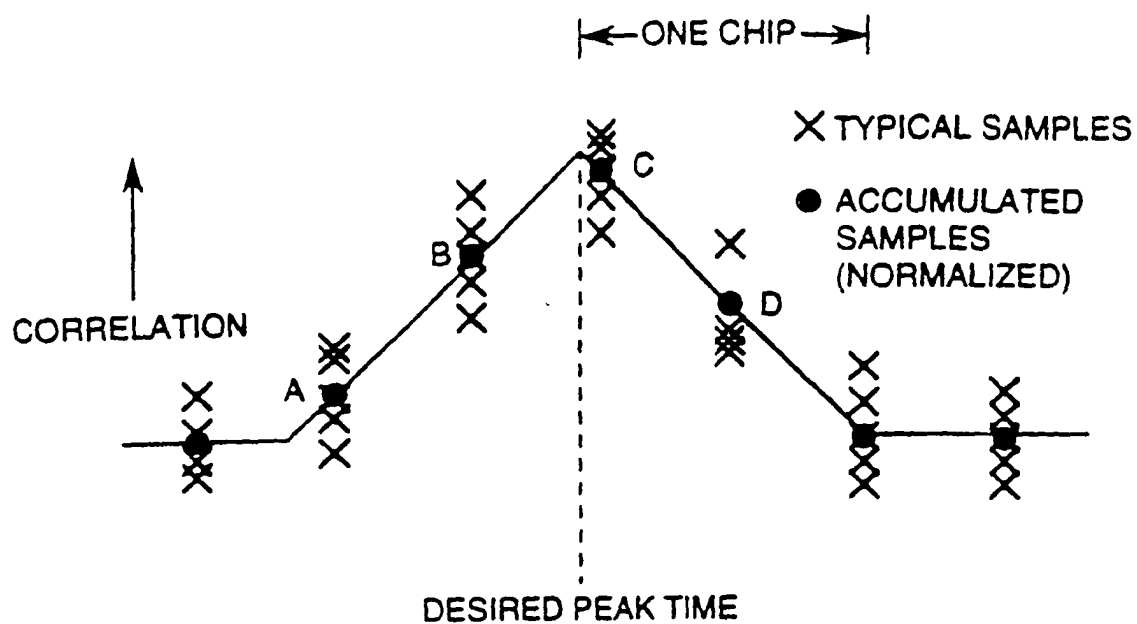 ONE CHIP
TYPICAL SAMPLES
C
ACCUMULATED
SAMPLES
(NORMALIZED)
B
D
CORRELATION
A
DESIRED PEAK TIME